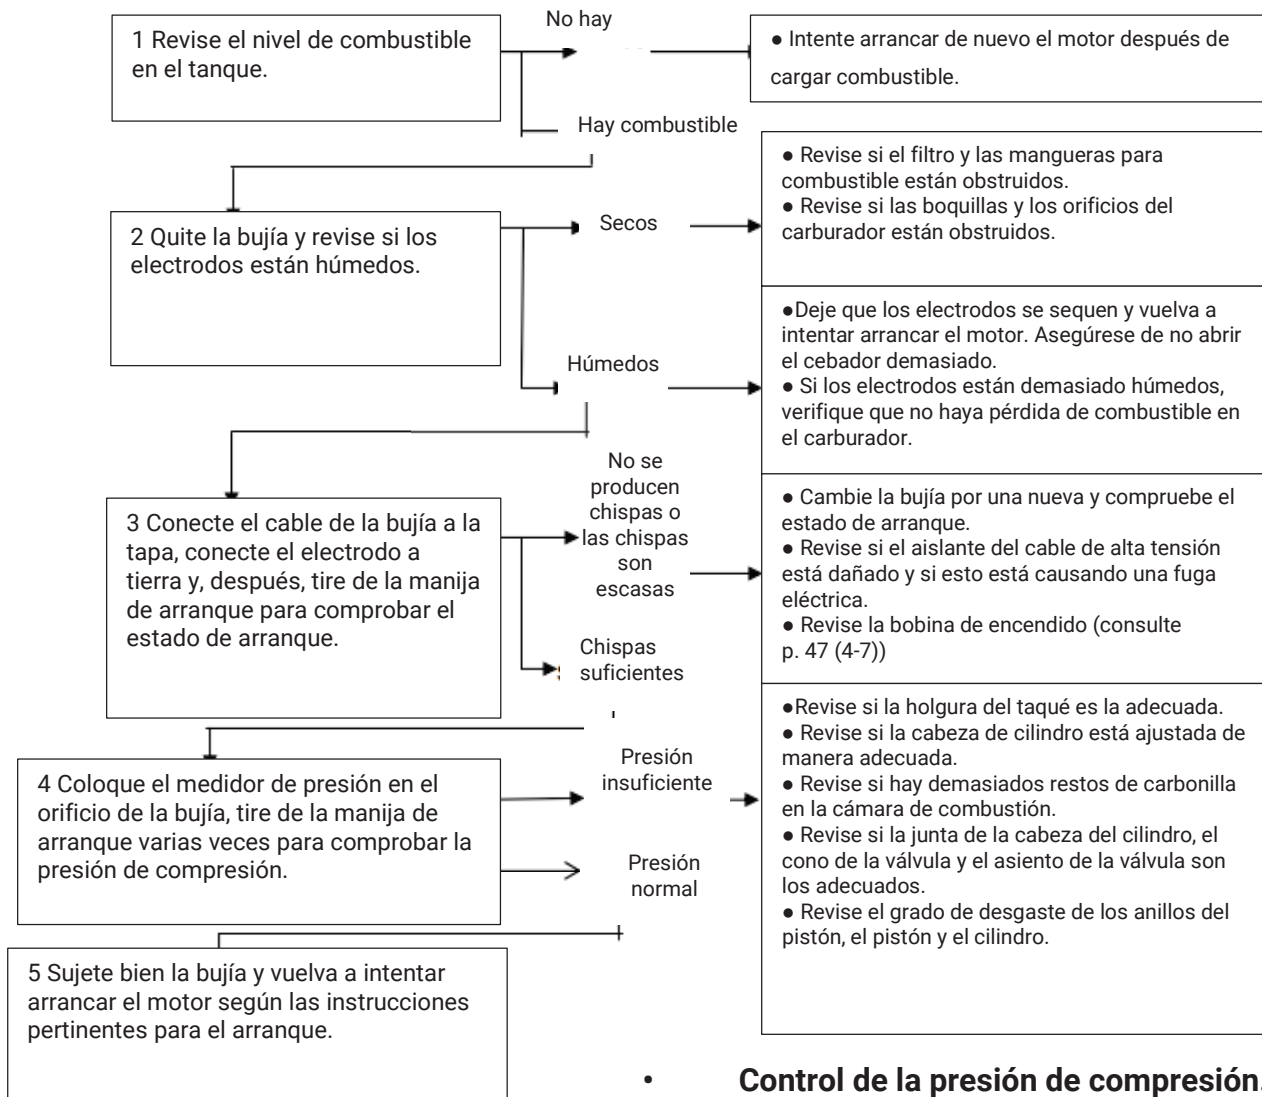 No hay
1 Revise el nivel de combustible
en el tanque.
● Intente arrancar de nuevo el motor después de
cargar combustible.
Hay combustible
2 Quite la bujía y revise si los
electrodos están húmedos.
Secos
● Revise si el filtro y las mangueras para
combustible están obstruidos.
● Revise si las boquillas y los orificios del
carburador están obstruidos.
Húmedos
●Deje que los electrodos se sequen y vuelva a
intentar arrancar el motor. Asegúrese de no abrir
el cebador demasiado.
● Si los electrodos están demasiado húmedos,
verifique que no haya pérdida de combustible en
el carburador.
3 Conecte el cable de la bujía a la
tapa, conecte el electrodo a
tierra y, después, tire de la manija
de arranque para comprobar el
estado de arranque.
No se
producen
chispas o
las chispas
son
escasas
● Cambie la bujía por una nueva y compruebe el
estado de arranque.
● Revise si el aislante del cable de alta tensión
está dañado y si esto está causando una fuga
eléctrica.
● Revise la bobina de encendido (consulte
p. 47 (4-7))
Chispas
suficientes
4 Coloque el medidor de presión en el
orificio de la bujía, tire de la manija de
arranque varias veces para comprobar la
presión de compresión.
Presión
insuficiente
●Revise si la holgura del taqué es la adecuada.
● Revise si la cabeza de cilindro está ajustada de
manera adecuada.
● Revise si hay demasiados restos de carbonilla
en la cámara de combustión.
● Revise si la junta de la cabeza del cilindro, el
cono de la válvula y el asiento de la válvula son
los adecuados.
● Revise el grado de desgaste de los anillos del
pistón, el pistón y el cilindro.
Presión
normal
5 Sujete bien la bujía y vuelva a intentar
arrancar el motor según las instrucciones
pertinentes para el arranque.
• Control de la presión de compresión.